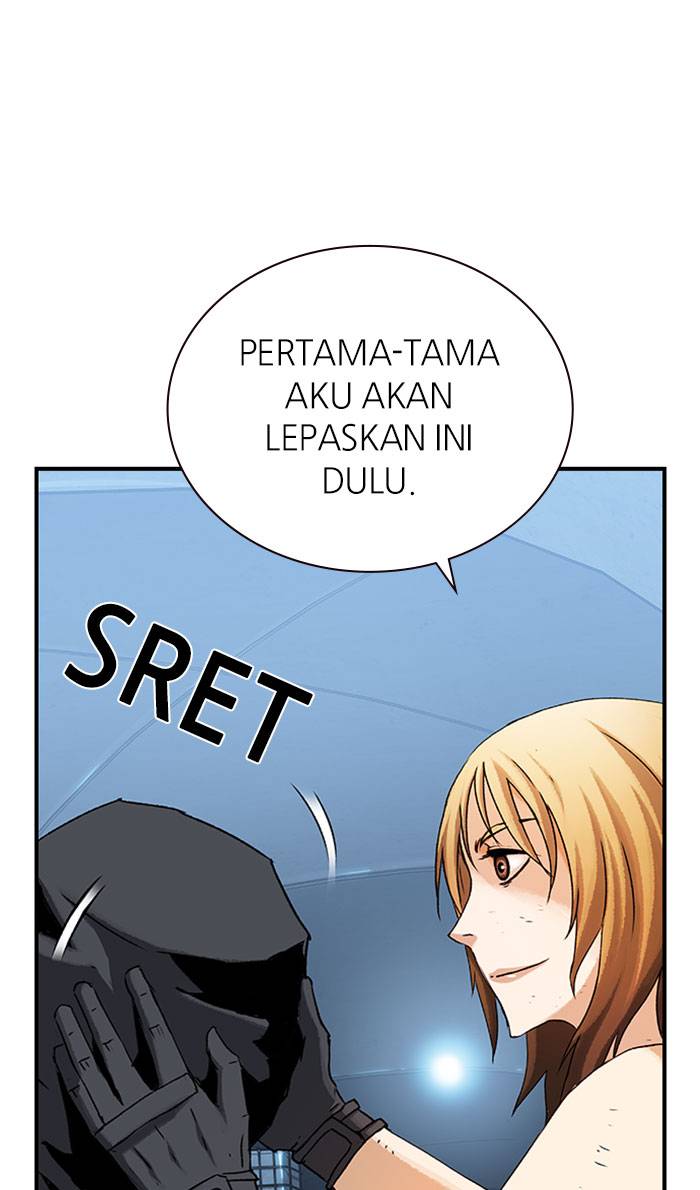 PERTAMA-TAMA
AKU AKAN
LEPASKAN INI
DULU.
SRET